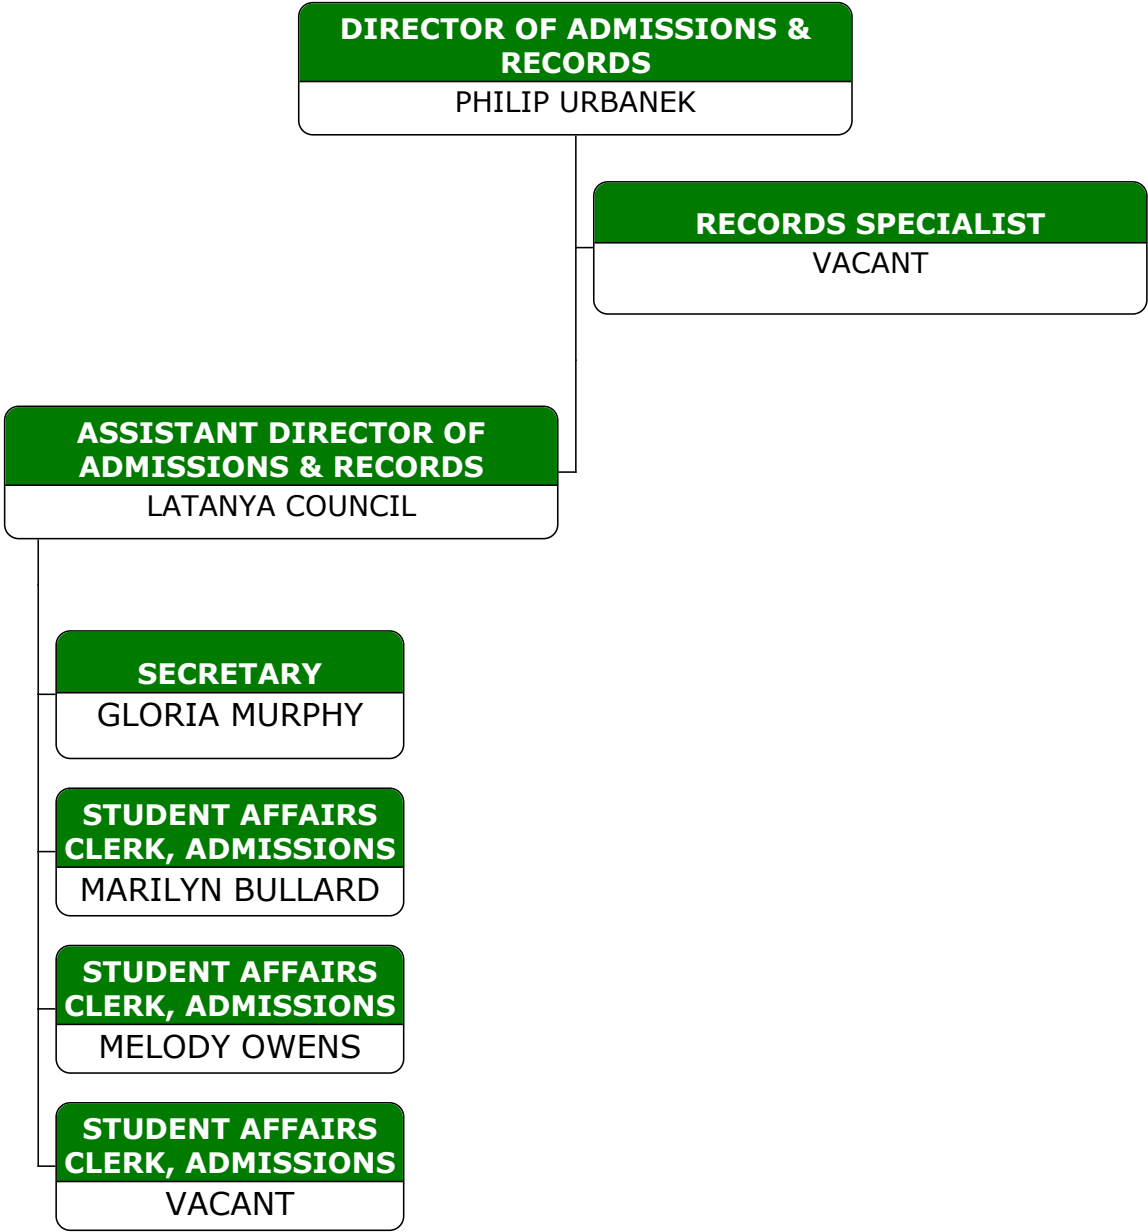 DIRECTOR OF ADMISSIONS &
RECORDS
PHILIP URBANEK
RECORDS SPECIALIST
VACANT
ASSISTANT DIRECTOR OF
ADMISSIONS & RECORDS
LATANYA COUNCIL
SECRETARY
GLORIA MURPHY
STUDENT AFFAIRS
CLERK, ADMISSIONS
MARILYN BULLARD
STUDENT AFFAIRS
CLERK, ADMISSIONS
MELODY OWENS
STUDENT AFFAIRS
CLERK, ADMISSIONS
VACANT